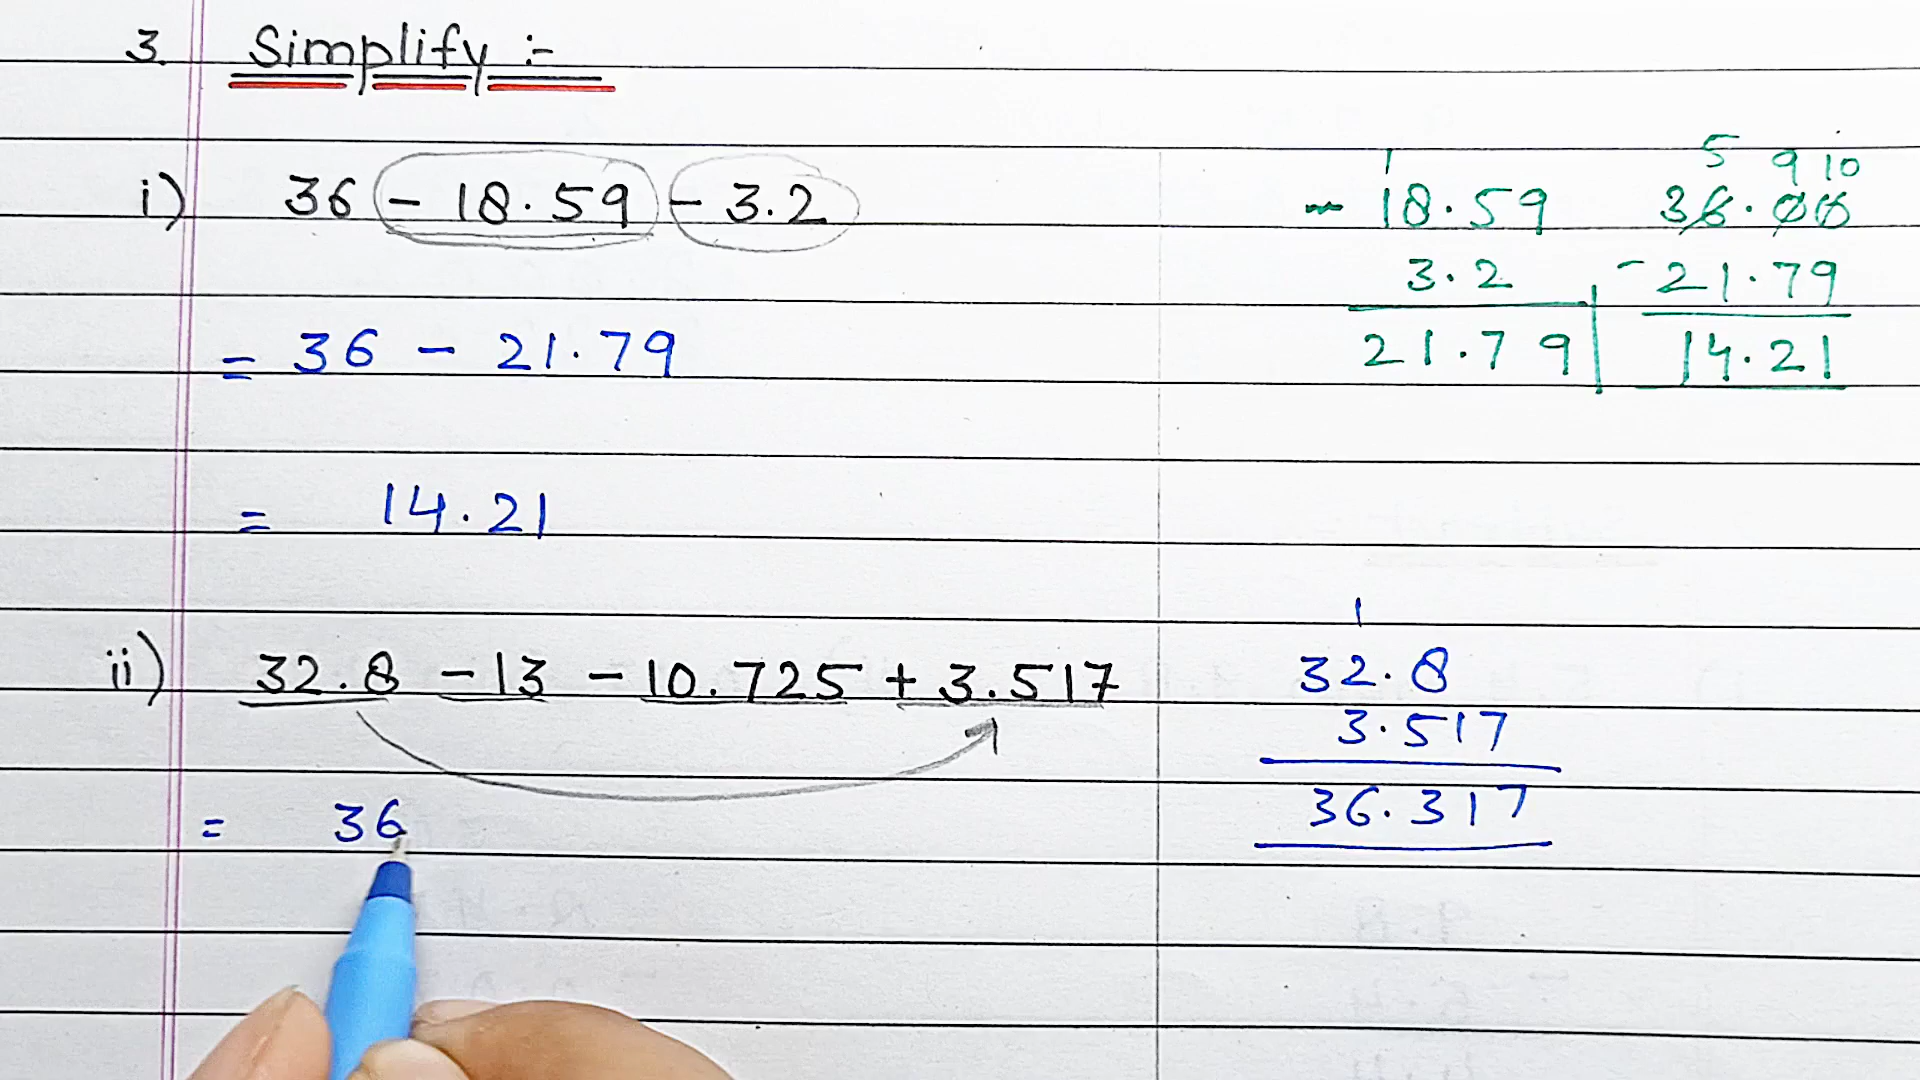 3. Simplify :-
i) 36 - 18.59 - 3.2
= 36 - 21.79
= 14.21
1
- 18.59
3.2
21.79
5 9 10
36.00
- 21.79
14.21
ii) 32.8 - 13 - 10.725 + 3.517
= 36
1
32.8
3.517
36.317